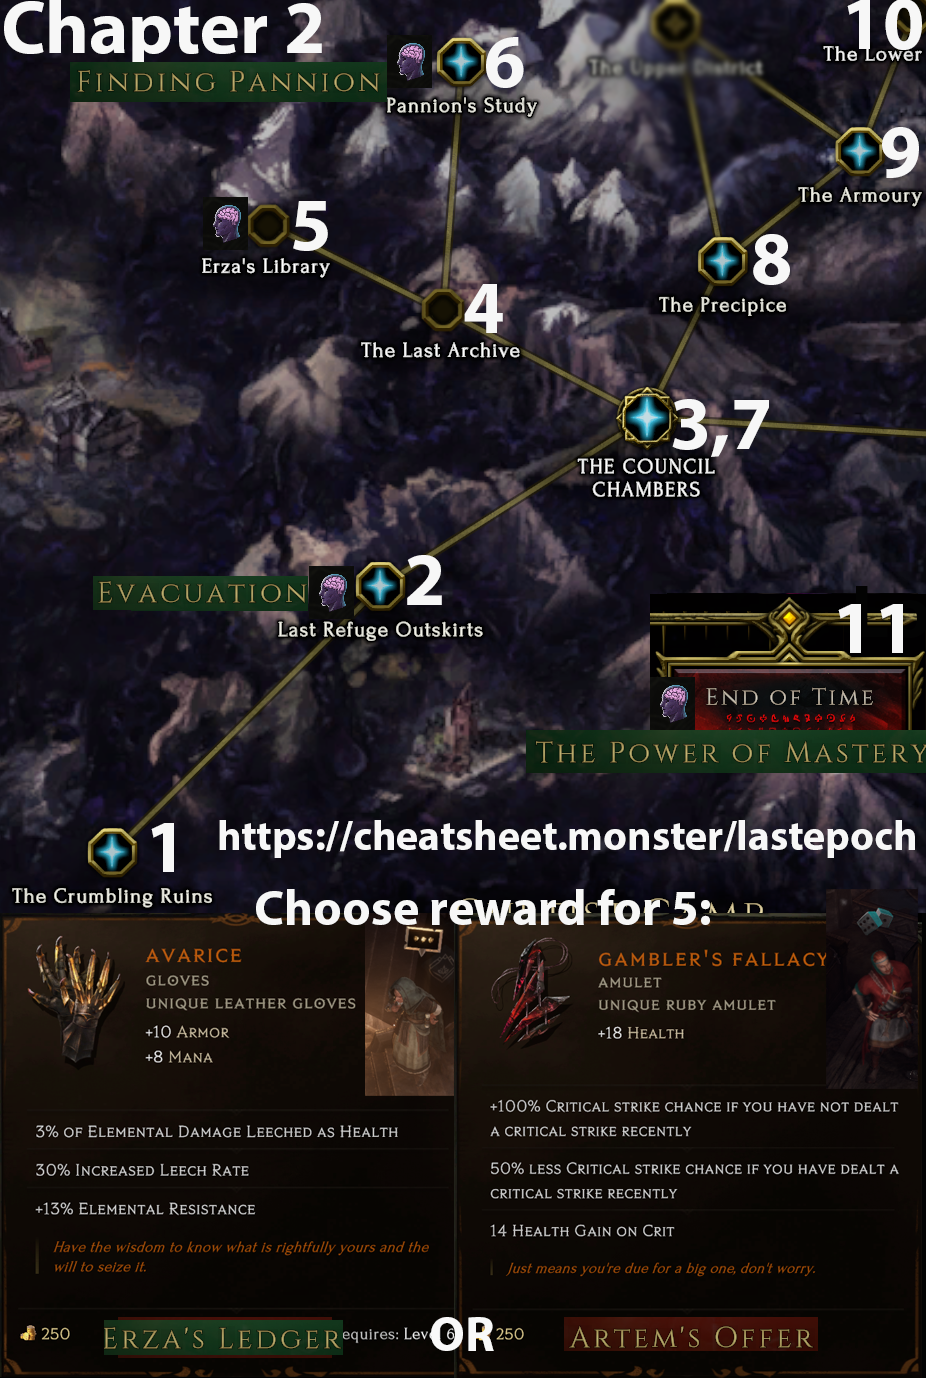 Chapter 2
10
The Lower
FINDING PANNION
6
Pannion's Study
The Upper District
9
The Armoury
5
Erza's Library
8
The Precipice
4
The Last Archive
3,7
THE COUNCIL
CHAMBERS
EVACUATION
2
Last Refuge Outskirts
11
END OF TIME
THE POWER OF MASTERY
1
The Crumbling Ruins
https://cheatsheet.monster/lastepoch
Choose reward for 5:
AVARICE
GLOVES
UNIQUE LEATHER GLOVES
+10 ARMOR
+8 MANA
3% OF ELEMENTAL DAMAGE LEECHED AS HEALTH
30% INCREASED LEECH RATE
+13% ELEMENTAL RESISTANCE
Have the wisdom to know what is rightfully yours and the
will to seize it.
250
ERZA'S LEDGER
OR
GAMBLER'S FALLACY
AMULET
UNIQUE RUBY AMULET
+18 HEALTH
+100% CRITICAL STRIKE CHANCE IF YOU HAVE NOT DEALT
A CRITICAL STRIKE RECENTLY
50% LESS CRITICAL STRIKE CHANCE IF YOU HAVE DEALT A
CRITICAL STRIKE RECENTLY
14 HEALTH GAIN ON CRIT
Just means you're due for a big one, don't worry.
250
ARTEM'S OFFER